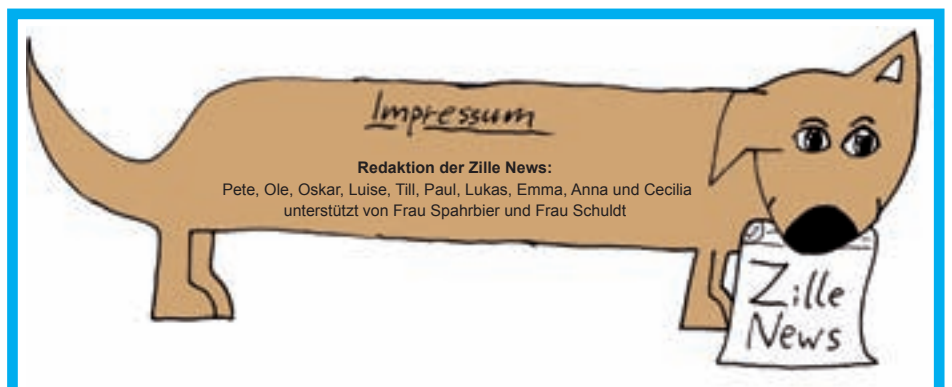 Impressum
Redaktion der Zille News:
Pete, Ole, Oskar, Luise, Till, Paul, Lukas, Emma, Anna und Cecilia
unterstützt von Frau Spahrbier und Frau Schuldt
Zille
News